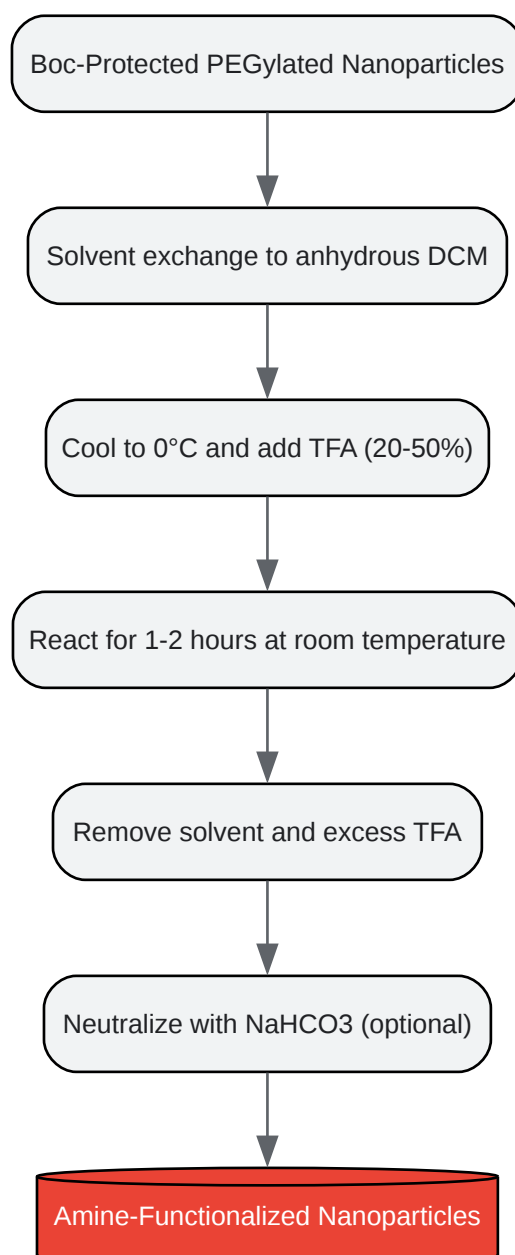 Boc-Protected PEGylated Nanoparticles
Solvent exchange to anhydrous DCM
Cool to 0°C and add TFA (20-50%)
React for 1-2 hours at room temperature
Remove solvent and excess TFA
Neutralize with NaHCO3 (optional)
Amine-Functionalized Nanoparticles